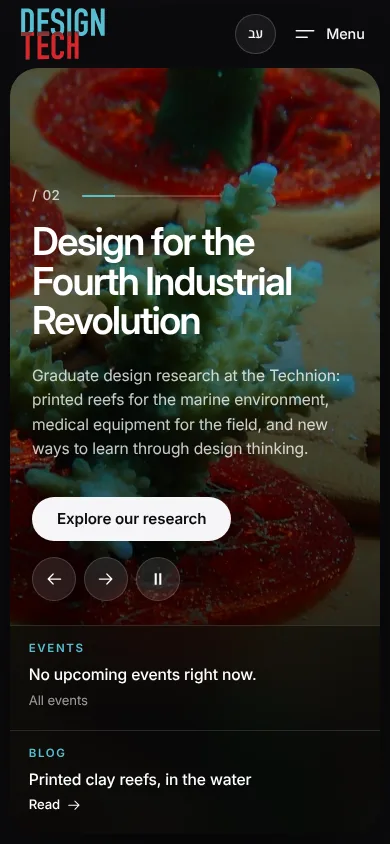 DESIGN
TECH
עב
Menu
/ 02
Design for the
Fourth Industrial
Revolution
Graduate design research at the Technion:
printed reefs for the marine environment,
medical equipment for the field, and new
ways to learn through design thinking.
Explore our research
EVENTS
No upcoming events right now.
All events
BLOG
Printed clay reefs, in the water
Read →